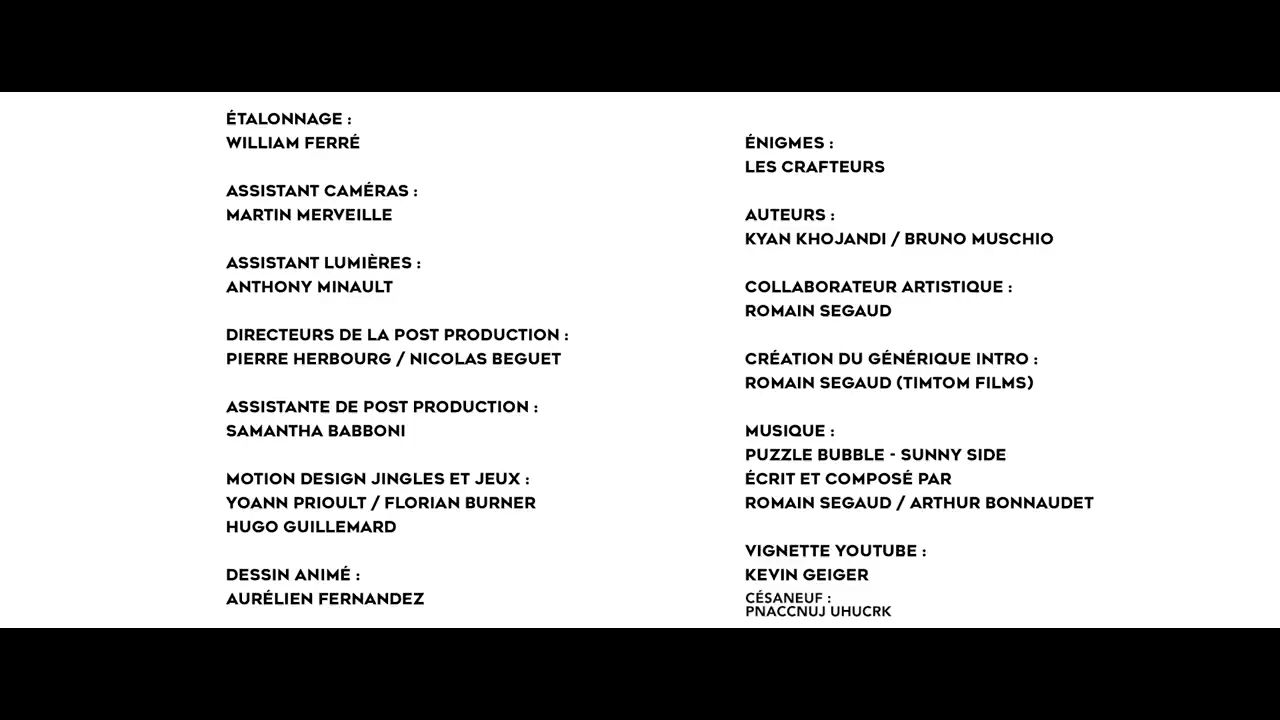 ÉTALONNAGE :
WILLIAM FERRÉ
ASSISTANT CAMÉRAS :
MARTIN MERVEILLE
ASSISTANT LUMIÈRES :
ANTHONY MINAULT
DIRECTEURS DE LA POST PRODUCTION :
PIERRE HERBOURG / NICOLAS BEGUET
ASSISTANTE DE POST PRODUCTION :
SAMANTHA BABBONI
MOTION DESIGN JINGLES ET JEUX :
YOANN PRIOULT / FLORIAN BURNER
HUGO GUILLEMARD
DESSIN ANIMÉ :
AURÉLIEN FERNANDEZ
ÉNIGMES :
LES CRAFTEURS
AUTEURS :
KYAN KHOJANDI / BRUNO MUSCHIO
COLLABORATEUR ARTISTIQUE :
ROMAIN SEGAUD
CRÉATION DU GÉNÉRIQUE INTRO :
ROMAIN SEGAUD (TIMTOM FILMS)
MUSIQUE :
PUZZLE BUBBLE - SUNNY SIDE
ÉCRIT ET COMPOSÉ PAR
ROMAIN SEGAUD / ARTHUR BONNAUDET
VIGNETTE YOUTUBE :
KEVIN GEIGER
CÉSANEUF :
PNACCNUJ UHUCRK